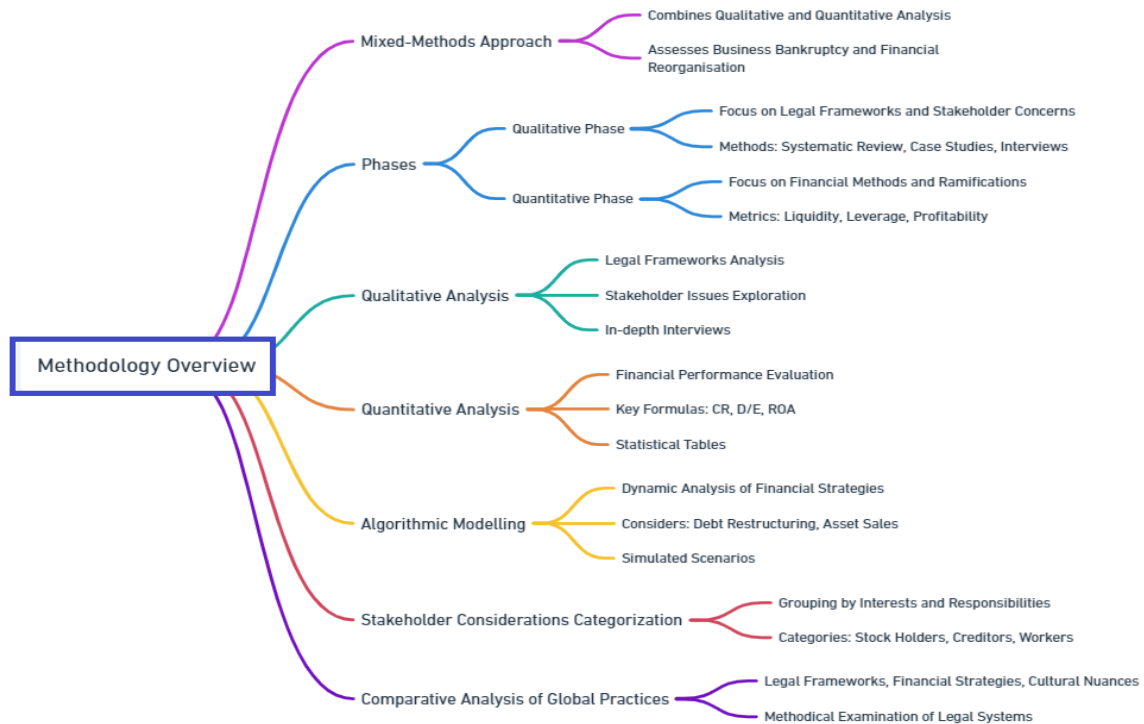 Methodology Overview
Mixed-Methods Approach
Combines Qualitative and Quantitative Analysis
Assesses Business Bankruptcy and Financial
Reorganisation
Phases
Qualitative Phase
Focus on Legal Frameworks and Stakeholder Concerns
Methods: Systematic Review, Case Studies, Interviews
Quantitative Phase
Focus on Financial Methods and Ramifications
Metrics: Liquidity, Leverage, Profitability
Qualitative Analysis
Legal Frameworks Analysis
Stakeholder Issues Exploration
In-depth Interviews
Quantitative Analysis
Financial Performance Evaluation
Key Formulas: CR, D/E, ROA
Statistical Tables
Algorithmic Modelling
Dynamic Analysis of Financial Strategies
Considers: Debt Restructuring, Asset Sales
Simulated Scenarios
Stakeholder Considerations Categorization
Grouping by Interests and Responsibilities
Categories: Stock Holders, Creditors, Workers
Comparative Analysis of Global Practices
Legal Frameworks, Financial Strategies, Cultural Nuances
Methodical Examination of Legal Systems